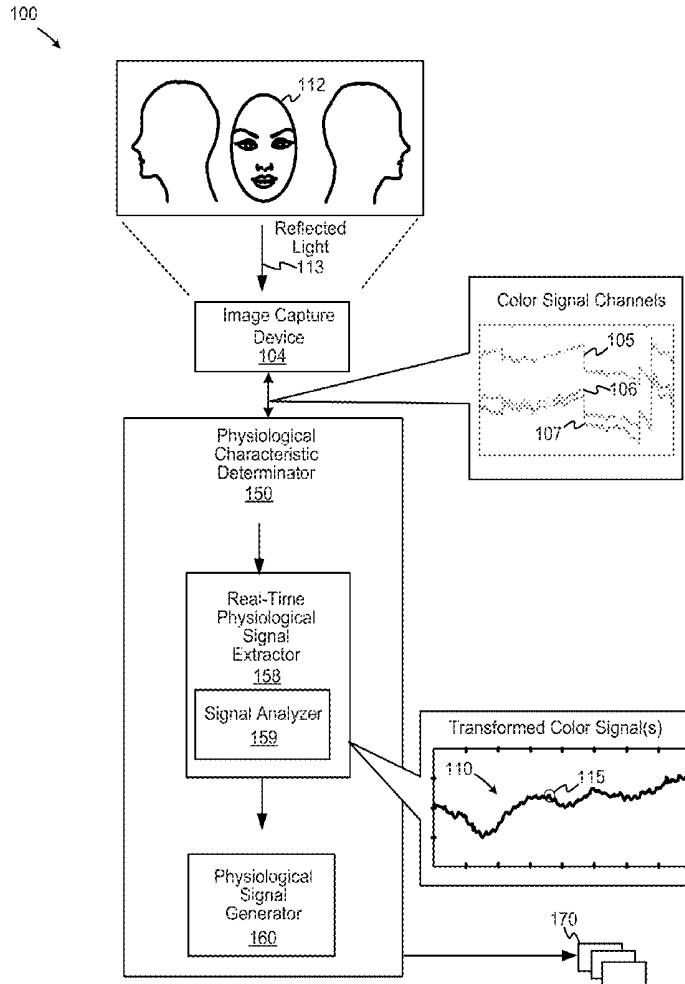 100
112
Reflected
Light
113
Image Capture
Device
104
Color Signal Channels
105
106
107
Physiological
Characteristic
Determinator
150
Real-Time
Physiological
Signal
Extractor
158
Signal Analyzer
159
Transformed Color Signal(s)
110
115
Physiological
Signal
Generator
160
170